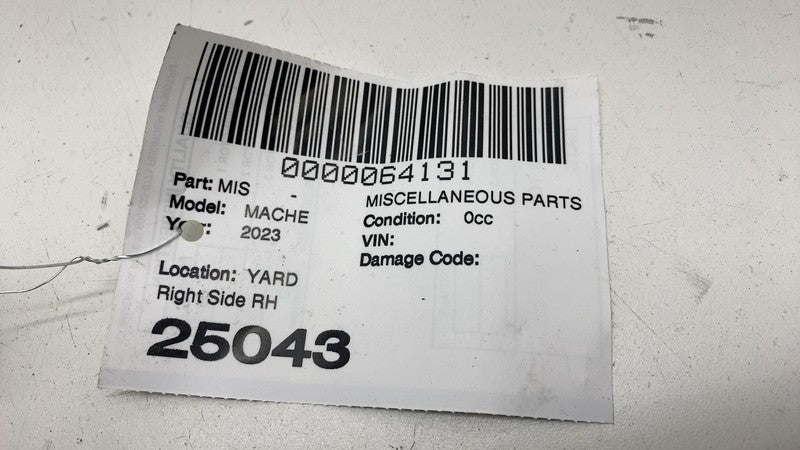 0000064131
Part: MIS -
MISCELLANEOUS PARTS
Model: MACHE
Condition: 0cc
Year: 2023
VIN:
Damage Code:
Location: YARD
Right Side RH
25043